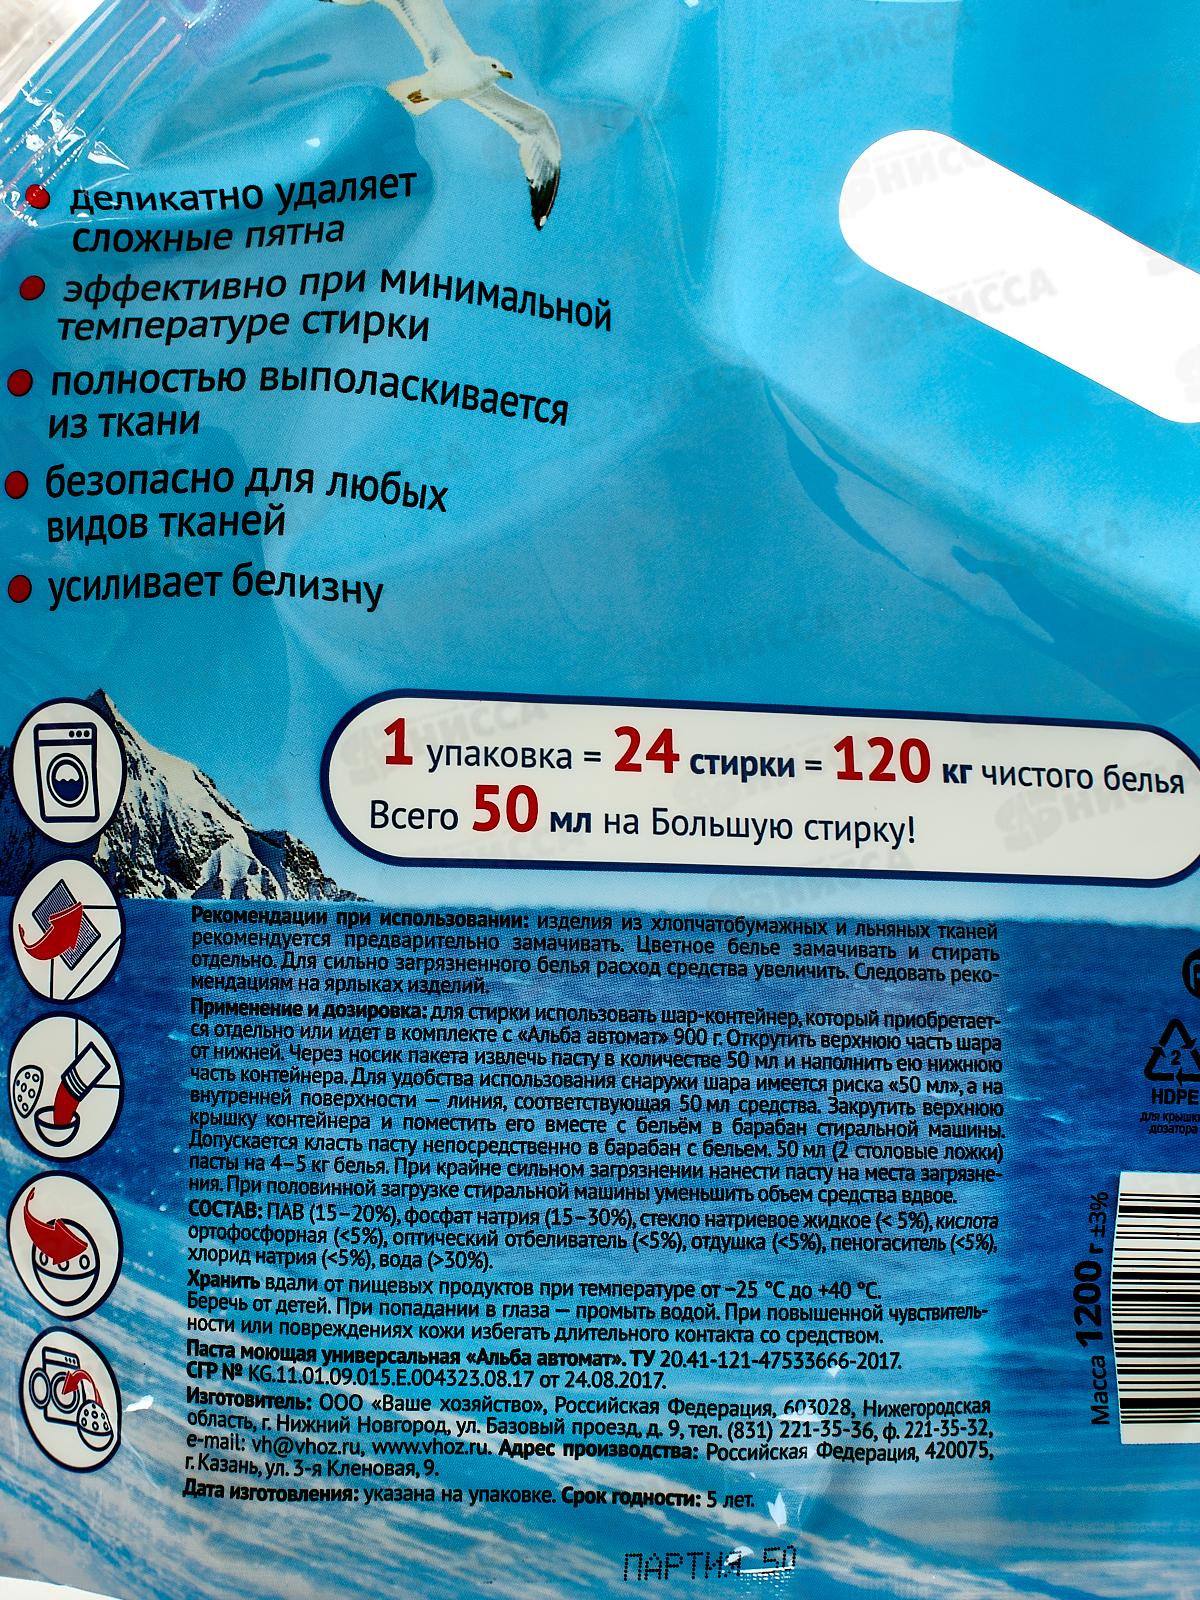 деликатно удаляет
сложные пятна
эффективно при минимальной
температуре стирки
полностью выполаскивается
из ткани
безопасно для любых
видов тканей
усиливает белизну
1 упаковка = 24 стирки = 120 кг чистого белья
Всего 50 мл на Большую стирку!
Рекомендации при использовании: изделия из хлопчатобумажных и льняных тканей
рекомендуется предварительно замачивать. Цветное белье замачивать и стирать
отдельно. Для сильно загрязненного белья расход средства увеличить. Следовать реко-
мендациям на ярлыках изделий.
Применение и дозировка: для стирки использовать шар-контейнер, который приобретает-
ся отдельно или идет в комплекте с «Альба автомат» 900 г. Открутить верхнюю часть шара
от нижней. Через носик пакета извлечь пасту в количестве 50 мл и наполнить ею нижнюю
часть контейнера. Для удобства использования снаружи шара имеется риска «50 мл», а на
внутренней поверхности — линия, соответствующая 50 мл средства. Закрутить верхнюю
крышку контейнера и поместить его вместе с бельём в барабан стиральной машины.
Допускается класть пасту непосредственно в барабан с бельем. 50 мл (2 столовые ложки)
пасты на 4–5 кг белья. При крайне сильном загрязнении нанести пасту на места загрязне-
ния. При половинной загрузке стиральной машины уменьшить объем средства вдвое.
СОСТАВ: ПАВ (15–20%), фосфат натрия (15–30%), стекло натриевое жидкое (< 5%), кислота
ортофосфорная (<5%), оптический отбеливатель (<5%), отдушка (<5%), пеногаситель (<5%),
хлорид натрия (<5%), вода (>30%).
Хранить вдали от пищевых продуктов при температуре от –25 °C до +40 °C.
Беречь от детей. При попадании в глаза — промыть водой. При повышенной чувствитель-
ности или повреждениях кожи избегать длительного контакта со средством.
Паста моющая универсальная «Альба автомат». ТУ 20.41-121-47533666-2017.
СГР № KG.11.01.09.015.E.004323.08.17 от 24.08.2017.
Изготовитель: ООО «Ваше хозяйство», Российская Федерация, 603028, Нижегородская
область, г. Нижний Новгород, ул. Базовый проезд, д. 9, тел. (831) 221-35-36, ф. 221-35-32,
e-mail: vh@vhoz.ru, www.vhoz.ru. Адрес производства: Российская Федерация, 420075,
г. Казань, ул. 3-я Кленовая, 9.
Дата изготовления: указана на упаковке. Срок годности: 5 лет.
ПАРТИЯ 50
2
HDPE
для крышки
дозатора
Масса 1200 г ±3%